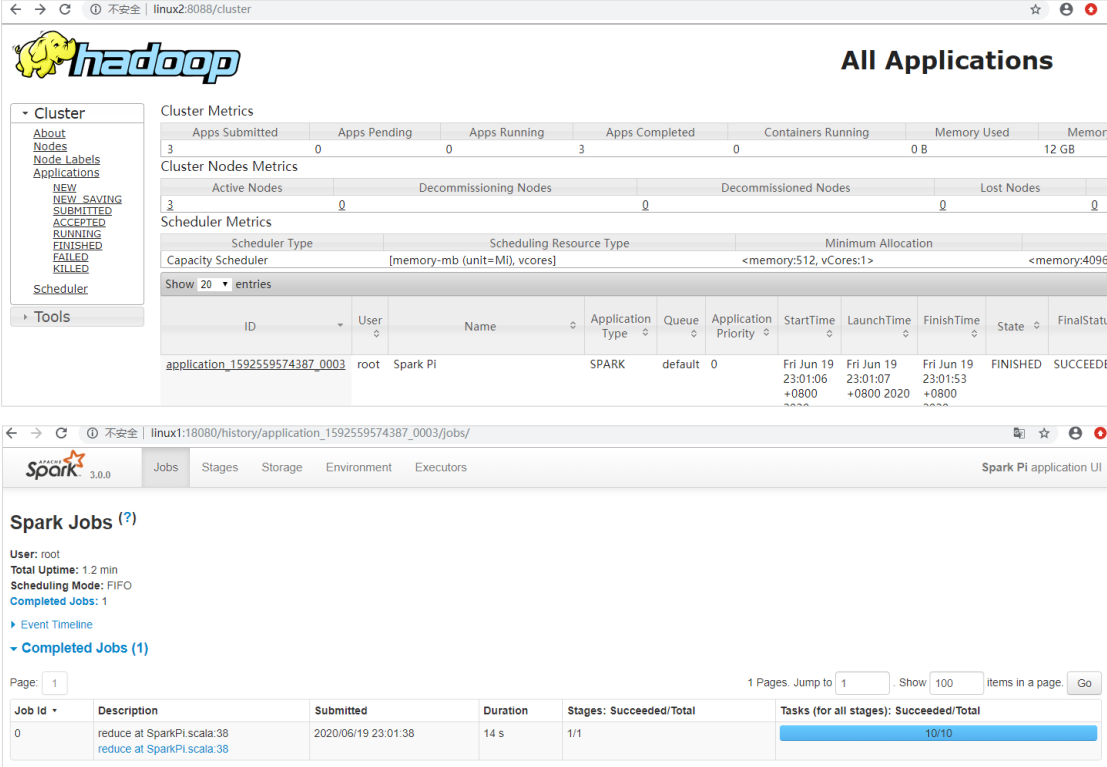 不安全 linux2:8088/cluster
hadoop
All Applications
Cluster
About
Nodes
Node Labels
Applications
NEW
NEW_SAVING
SUBMITTED
ACCEPTED
RUNNING
FINISHED
FAILED
KILLED
Scheduler
Tools
Cluster Metrics
Apps Submitted Apps Pending Apps Running Apps Completed Containers Running Memory Used Memor
3 0 0 3 0 0 B 12 GB
Cluster Nodes Metrics
Active Nodes Decommissioning Nodes Decommissioned Nodes Lost Nodes
3 0 0 0 0
Scheduler Metrics
Scheduler Type Scheduling Resource Type Minimum Allocation
Capacity Scheduler [memory-mb (unit=Mi), vcores] <memory:512, vCores:1> <memory:4096
Show 20 entries
ID User Name Application Type Queue Application Priority StartTime LaunchTime FinishTime State FinalStatu
application_1592559574387_0003 root Spark Pi SPARK default 0 Fri Jun 19 Fri Jun 19 Fri Jun 19 FINISHED SUCCEEDE
23:01:06 23:01:07 23:01:53
+0800 +0800 2020 +0800
不安全 linux1:18080/history/application_1592559574387_0003/jobs/
APACHE Spark 3.0.0 Jobs Stages Storage Environment Executors Spark Pi application UI
Spark Jobs (?)
User: root
Total Uptime: 1.2 min
Scheduling Mode: FIFO
Completed Jobs: 1
Event Timeline
Completed Jobs (1)
Page: 1 1 Pages. Jump to 1 . Show 100 items in a page. Go
Job Id Description Submitted Duration Stages: Succeeded/Total Tasks (for all stages): Succeeded/Total
0 reduce at SparkPi.scala:38 2020/06/19 23:01:38 14 s 1/1 10/10
reduce at SparkPi.scala:38